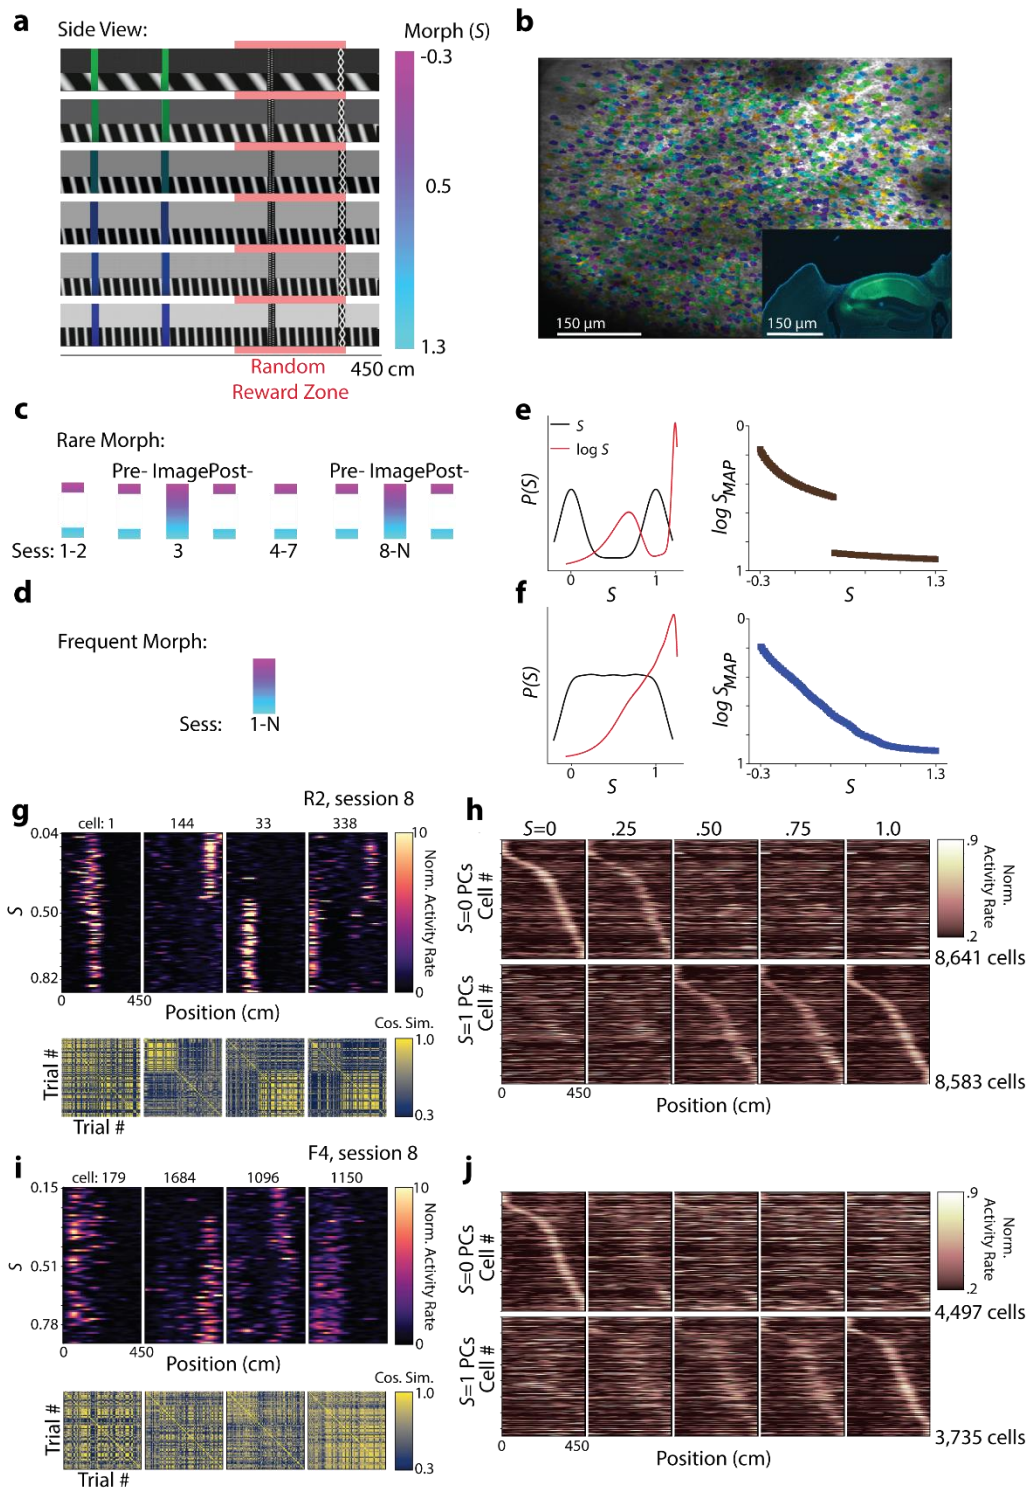 a
Side View:
Morph (S)
-0.3
0.5
1.3
Random
Reward Zone
450 cm
b
150 µm
150 µm
c
Rare Morph:
Pre- Image Post-
Pre- Image Post-
Sess: 1-2 3 4-7 8-N
d
Frequent Morph:
Sess: 1-N
e
S
log S
P(S)
0 1
S
0
log S MAP
1
-0.3 1.3
S
f
P(S)
0 1
S
0
log S MAP
1
-0.3 1.3
S
g
R2, session 8
cell: 1 144 33 338
0.04
S
0.50
0.82
0 450
Position (cm)
10
Norm. Activity Rate
0
Cos. Sim.
1.0
0.3
Trial #
Trial #
h
S=0 .25 .50 .75 1.0
S=0 PCs
Cell #
.9
Norm.
Activity Rate
.2
8,641 cells
S=1 PCs
Cell #
8,583 cells
0 450
Position (cm)
i
F4, session 8
cell: 179 1684 1096 1150
0.15
S
0.51
0.78
0 450
Position (cm)
10
Norm. Activity Rate
0
Cos. Sim.
1.0
0.3
Trial #
Trial #
j
S=0 PCs
Cell #
.9
Norm.
Activity Rate
.2
4,497 cells
S=1 PCs
Cell #
3,735 cells
0 450
Position (cm)